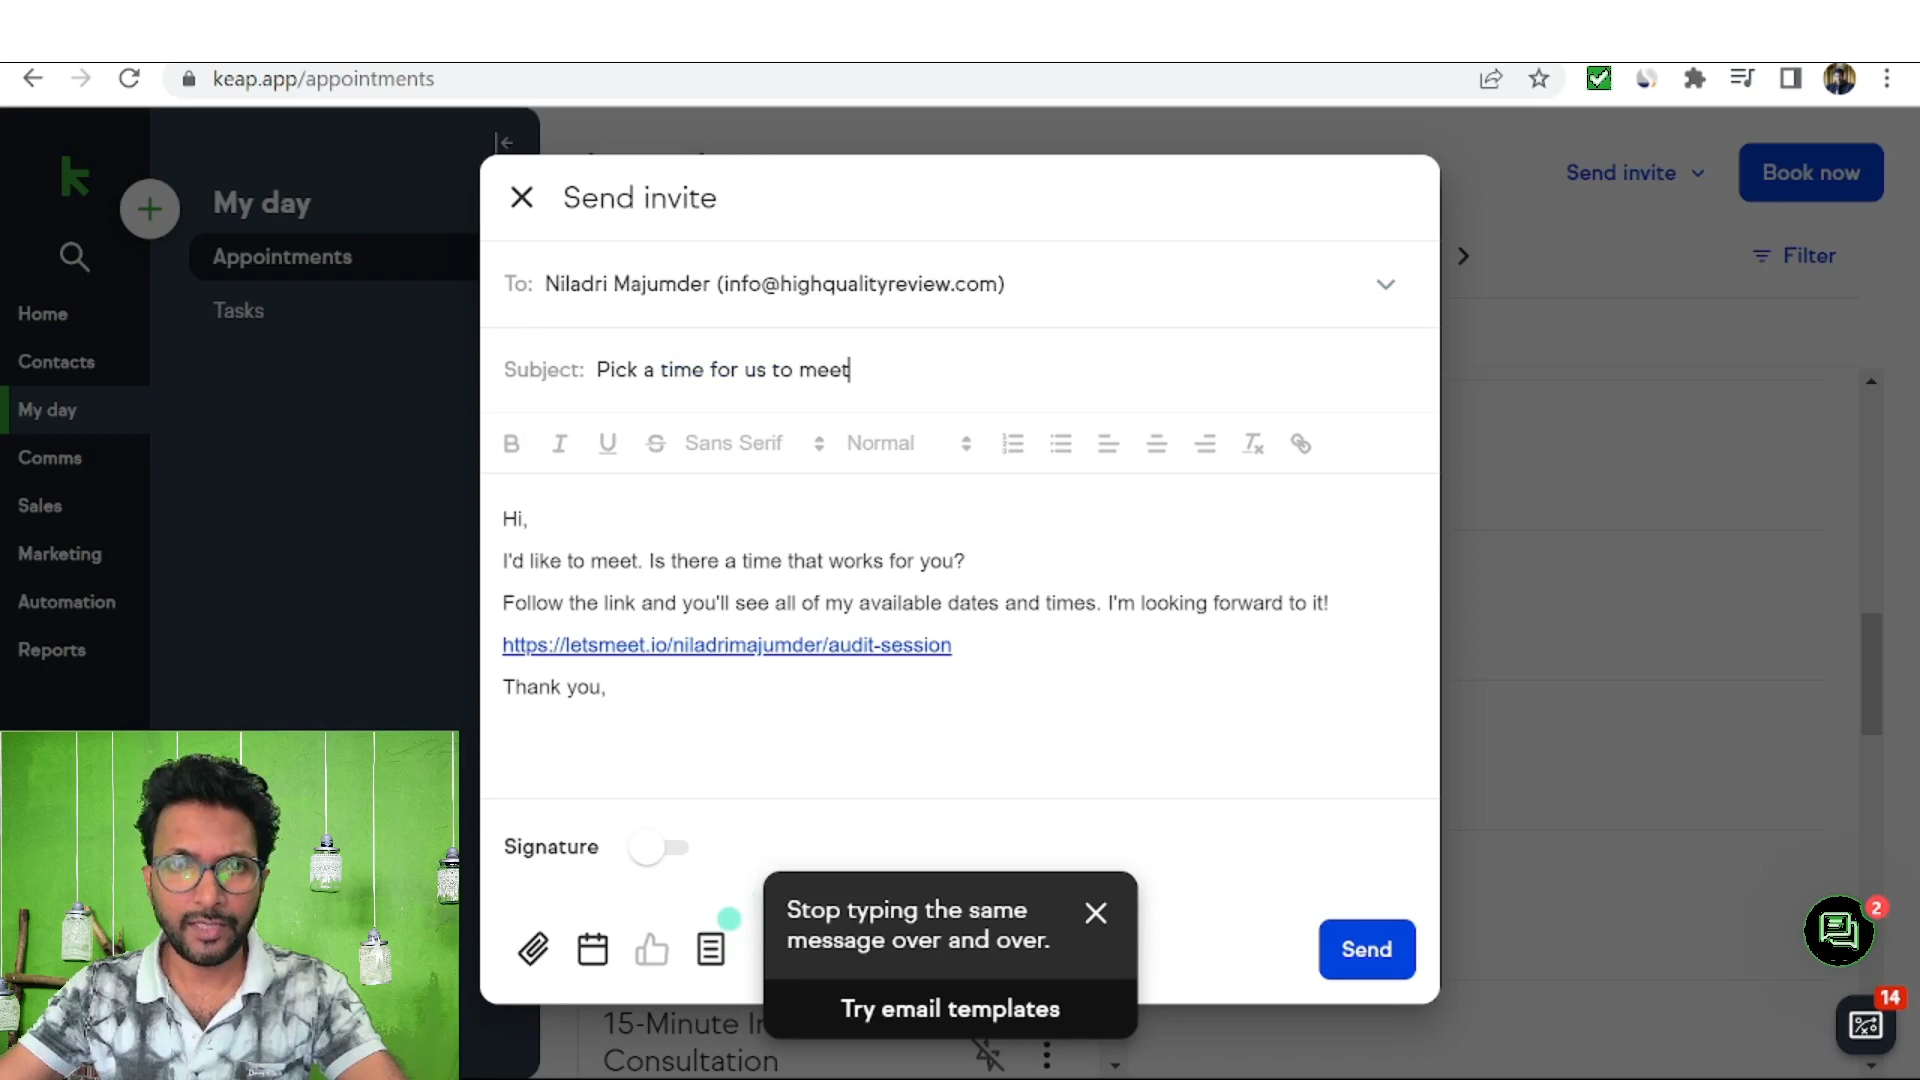 keap.app/appointments
My day
Appointments
Tasks
Home
Contacts
My day
Comms
Sales
Marketing
Automation
Reports
Send invite
Book now
Filter
Send invite
To: Niladri Majumder (info@highqualityreview.com)
Subject: Pick a time for us to meet
B I U S Sans Serif Normal
Hi,
I'd like to meet. Is there a time that works for you?
Follow the link and you'll see all of my available dates and times. I'm looking forward to it!
https://letsmeet.io/niladrimajumder/audit-session
Thank you,
Signature
Stop typing the same
message over and over.
Try email templates
Send
2
14
15-Minute
Consultation